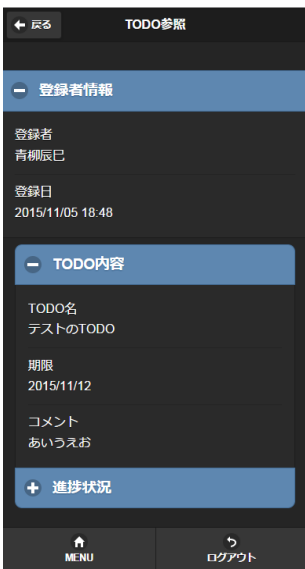 戻る
TODO参照
登録者情報
登録者
青柳辰巳
登録日
2015/11/05 18:48
TODO内容
TODO名
テストのTODO
期限
2015/11/12
コメント
あいうえお
進捗状況
MENU
ログアウト